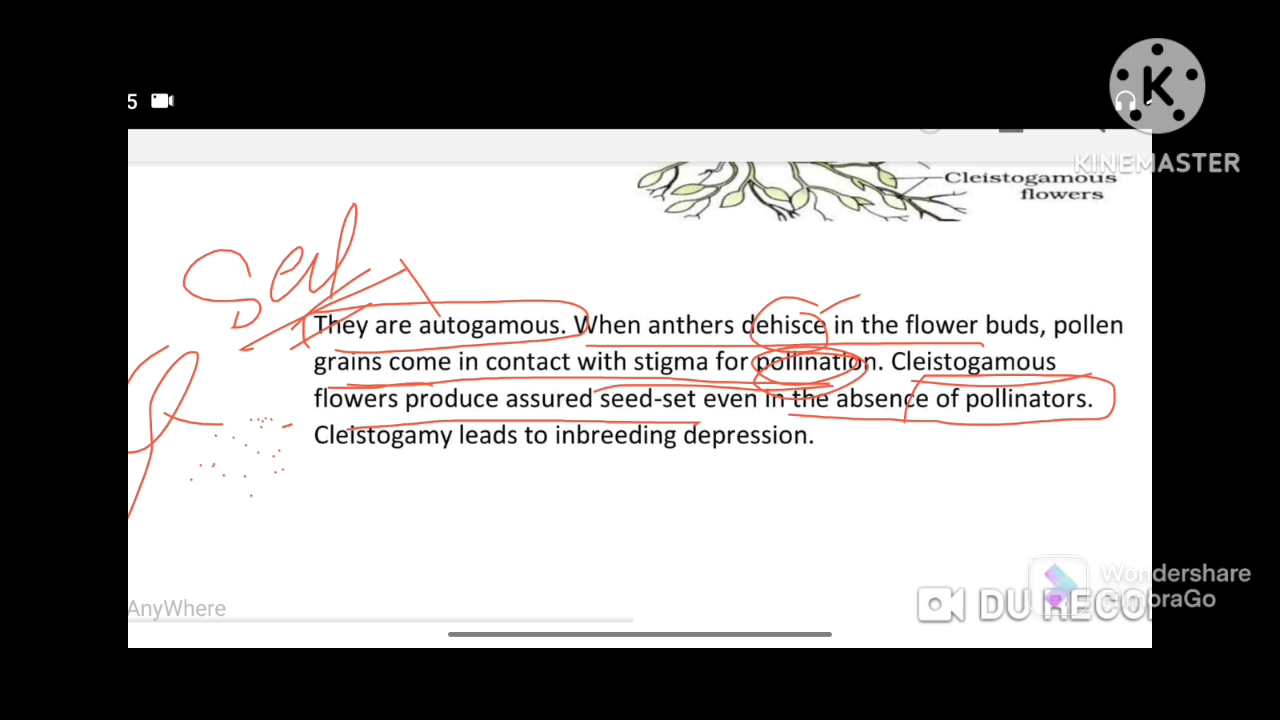 5
KINEMASTER
Cleistogamous
flowers
Self
They are autogamous. When anthers dehisce in the flower buds, pollen
grains come in contact with stigma for pollination. Cleistogamous
flowers produce assured seed-set even in the absence of pollinators.
Cleistogamy leads to inbreeding depression.
AnyWhere
DU RECO
Wondershare